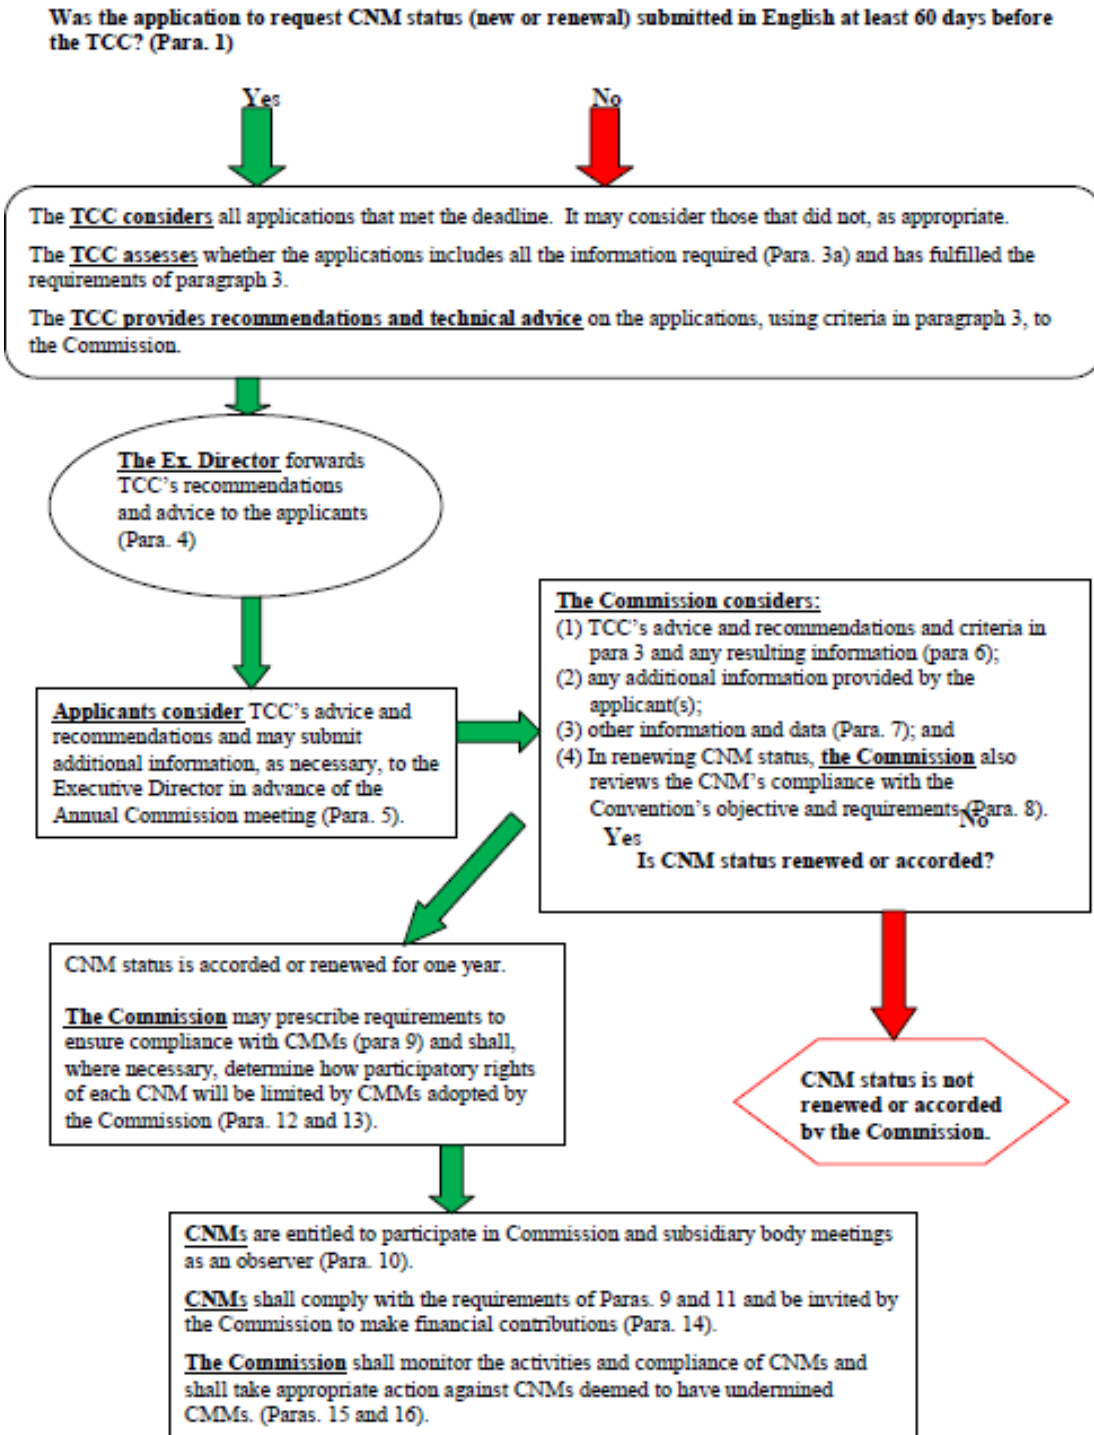 Was the application to request CNM status (new or renewal) submitted in English at least 60 days before
the TCC? (Para. 1)
Yes
No
The TCC considers all applications that met the deadline.  It may consider those that did not, as appropriate.
The TCC assesses whether the applications includes all the information required (Para. 3a) and has fulfilled the
requirements of paragraph 3.
The TCC provides recommendations and technical advice on the applications, using criteria in paragraph 3, to
the Commission.
The Ex. Director forwards
TCC's recommendations
and advice to the applicants
(Para. 4)
Applicants consider TCC's advice and
recommendations and may submit
additional information, as necessary, to the
Executive Director in advance of the
Annual Commission meeting (Para. 5).
The Commission considers:
(1) TCC's advice and recommendations and criteria in
para 3 and any resulting information (para 6);
(2) any additional information provided by the
applicant(s);
(3) other information and data (Para. 7); and
(4) In renewing CNM status, the Commission also
reviews the CNM's compliance with the
Convention's objective and requirements (Para. 8).
No
Yes
Is CNM status renewed or accorded?
CNM status is accorded or renewed for one year.
The Commission may prescribe requirements to
ensure compliance with CMMs (para 9) and shall,
where necessary, determine how participatory rights
of each CNM will be limited by CMMs adopted by
the Commission (Para. 12 and 13).
CNM status is not
renewed or accorded
by the Commission.
CNMs are entitled to participate in Commission and subsidiary body meetings
as an observer (Para. 10).
CNMs shall comply with the requirements of Paras. 9 and 11 and be invited by
the Commission to make financial contributions (Para. 14).
The Commission shall monitor the activities and compliance of CNMs and
shall take appropriate action against CNMs deemed to have undermined
CMMs. (Paras. 15 and 16).